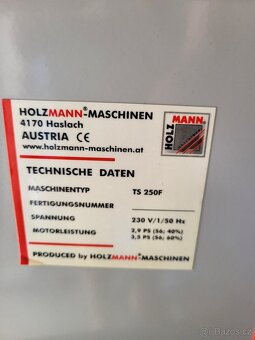 HOLZMANN®-MASCHINEN
4170 Haslach
AUSTRIA CE
www.holzmann-maschinen.at
HOLZ
MANN®
TECHNISCHE DATEN
MASCHINENTYP TS 250F
FERTIGUNGSNUMMER
SPANNUNG 230 V/1/50 Hz
MOTORLEISTUNG 2,9 PS (S6; 40%)
3,5 PS (S6; 60%)
PRODUCED by HOLZMANN®-MASCHINEN
sbazos.cz